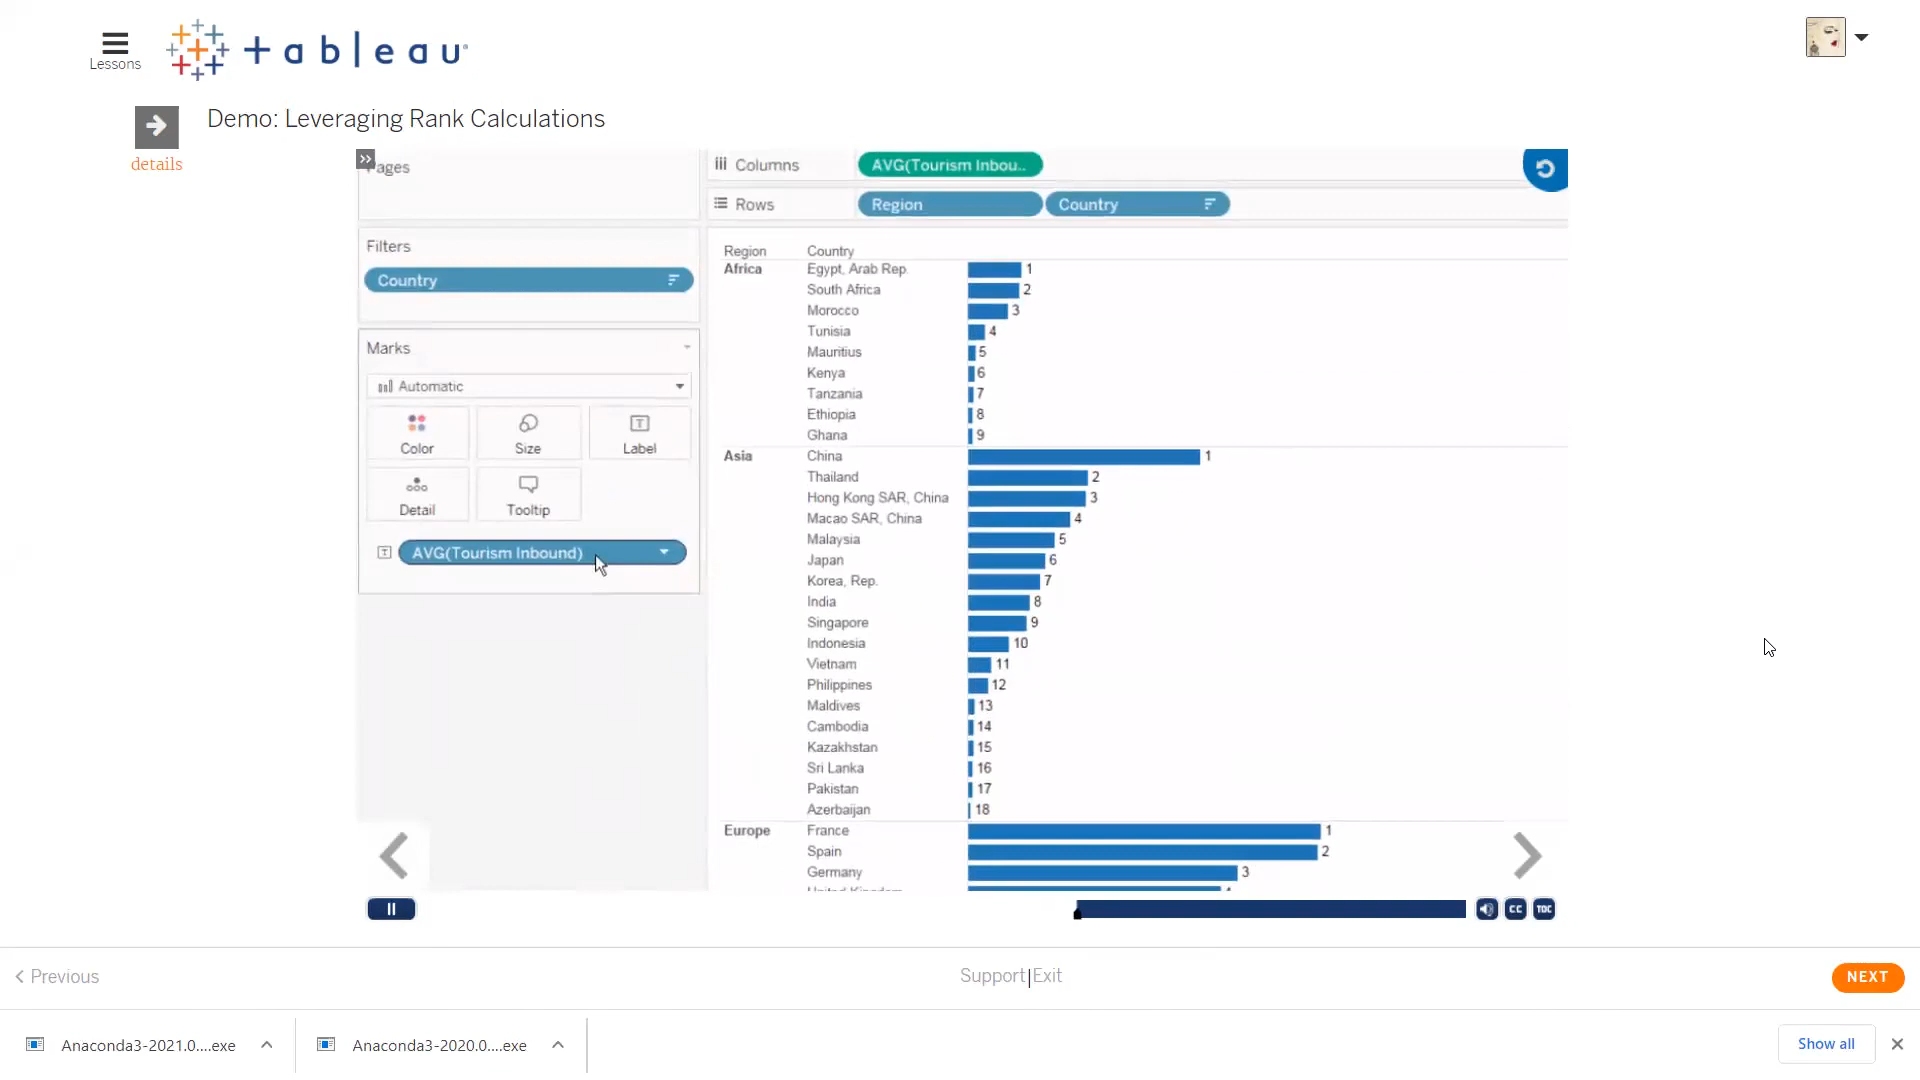 Lessons
+ a b l e a u
details
Demo: Leveraging Rank Calculations
Pages
Filters
Country
Marks
Automatic
Color
Size
Label
Detail
Tooltip
AVG(Tourism Inbound)
Columns
AVG(Tourism Inbou..
Rows
Region
Country
Region Country
Africa Egypt, Arab Rep. 1
South Africa 2
Morocco 3
Tunisia 4
Mauritius 5
Kenya 6
Tanzania 7
Ethiopia 8
Ghana 9
Asia China 1
Thailand 2
Hong Kong SAR, China 3
Macao SAR, China 4
Malaysia 5
Japan 6
Korea, Rep. 7
India 8
Singapore 9
Indonesia 10
Vietnam 11
Philippines 12
Maldives 13
Cambodia 14
Kazakhstan 15
Sri Lanka 16
Pakistan 17
Azerbaijan 18
Europe France 1
Spain 2
Germany 3
CC
TOC
< Previous
Support|Exit
NEXT
Anaconda3-2021.0....exe
Anaconda3-2020.0....exe
Show all